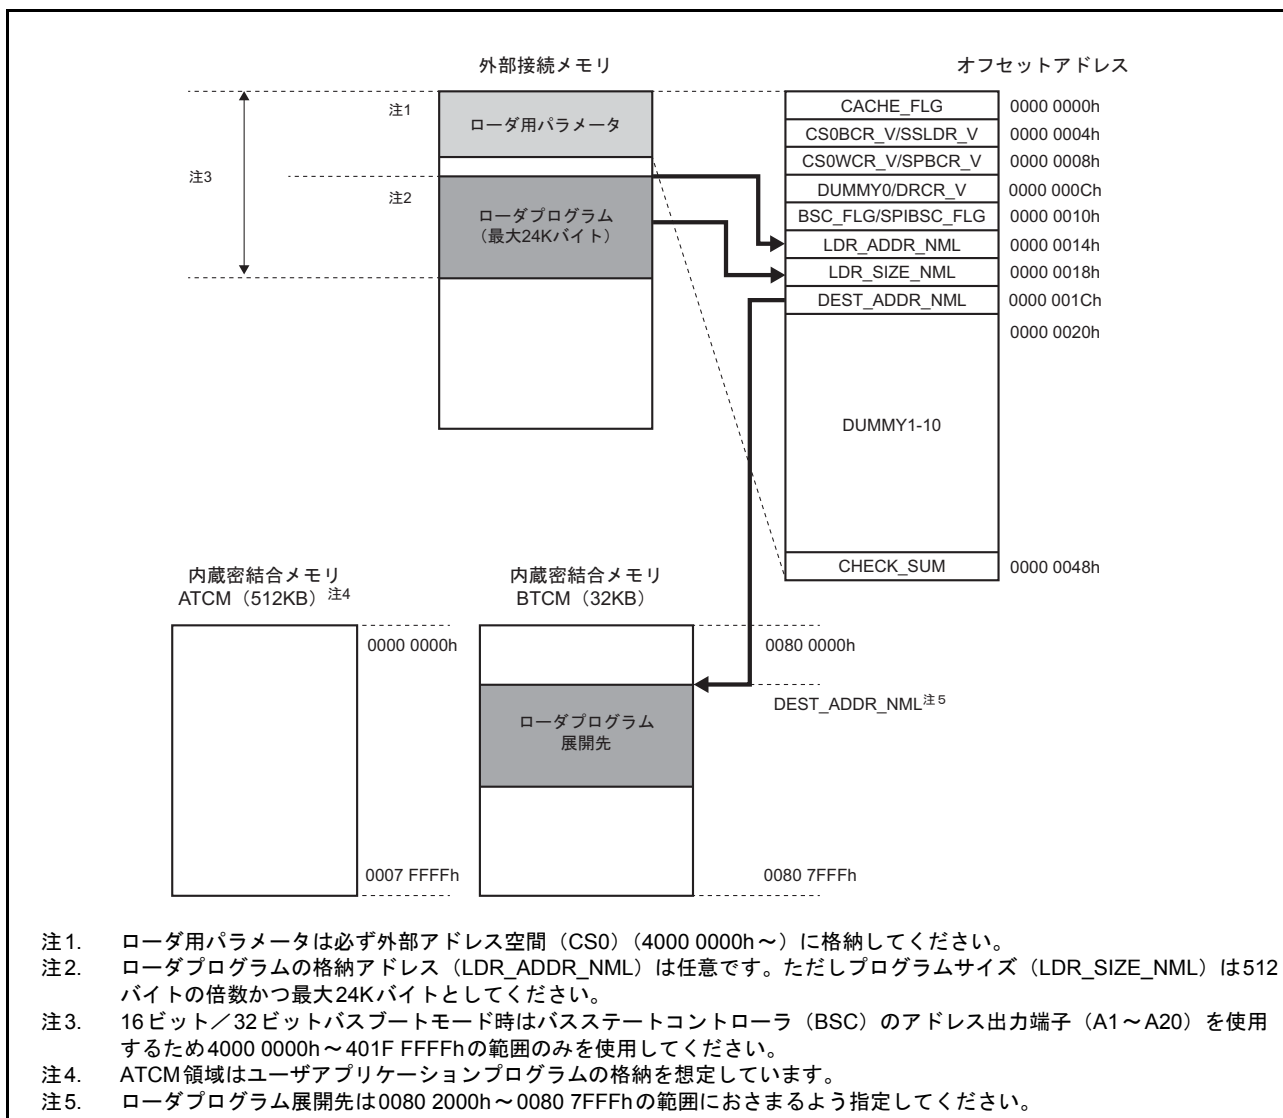 外部接続メモリ
オフセットアドレス
注1
ローダ用パラメータ
注3
注2
ローダプログラム
（最大24Kバイト）
CACHE_FLG 0000 0000h
CS0BCR_V/SSLDR_V 0000 0004h
CS0WCR_V/SPBCR_V 0000 0008h
DUMMY0/DRCR_V 0000 000Ch
BSC_FLG/SPIBSC_FLG 0000 0010h
LDR_ADDR_NML 0000 0014h
LDR_SIZE_NML 0000 0018h
DEST_ADDR_NML 0000 001Ch
0000 0020h
DUMMY1-10
CHECK_SUM 0000 0048h
内蔵密結合メモリ
ATCM（512KB）注4
0000 0000h
0007 FFFFh
内蔵密結合メモリ
BTCM（32KB）
0080 0000h
DEST_ADDR_NML注5
ローダプログラム
展開先
0080 7FFFh
注1. ローダ用パラメータは必ず外部アドレス空間（CS0）（4000 0000h～）に格納してください。
注2. ローダプログラムの格納アドレス（LDR_ADDR_NML）は任意です。ただしプログラムサイズ（LDR_SIZE_NML）は512
バイトの倍数かつ最大24Kバイトとしてください。
注3. 16ビット／32ビットバスブートモード時はバスステートコントローラ（BSC）のアドレス出力端子（A1～A20）を使用
するため4000 0000h～401F FFFFhの範囲のみを使用してください。
注4. ATCM領域はユーザアプリケーションプログラムの格納を想定しています。
注5. ローダプログラム展開先は0080 2000h～0080 7FFFhの範囲におさまるよう指定してください。